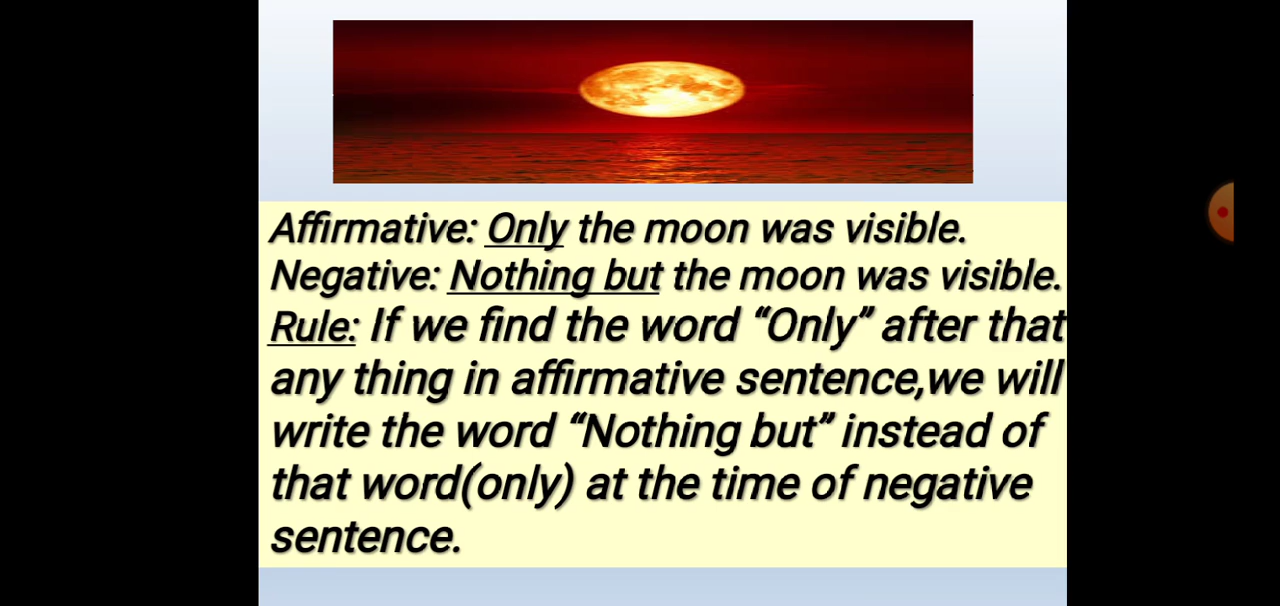 Affirmative: Only the moon was visible.
Negative: Nothing but the moon was visible.
Rule: If we find the word “Only” after that
any thing in affirmative sentence,we will
write the word “Nothing but” instead of
that word(only) at the time of negative
sentence.